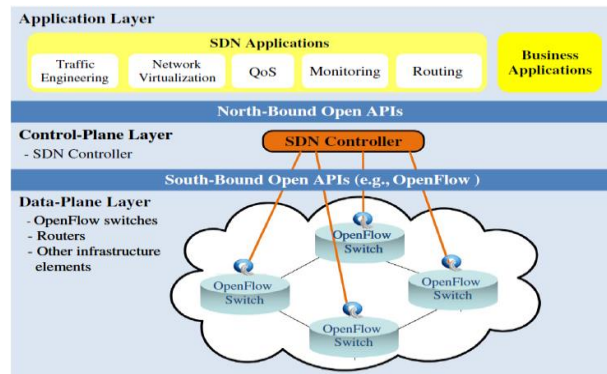 Application Layer
SDN Applications
Traffic Engineering
Network Virtualization
QoS
Monitoring
Routing
Business Applications
North-Bound Open APIs
Control-Plane Layer
- SDN Controller
SDN Controller
South-Bound Open APIs (e.g., OpenFlow )
Data-Plane Layer
- OpenFlow switches
- Routers
- Other infrastructure
elements
OpenFlow
Switch
OpenFlow
Switch
OpenFlow
Switch
OpenFlow
Switch